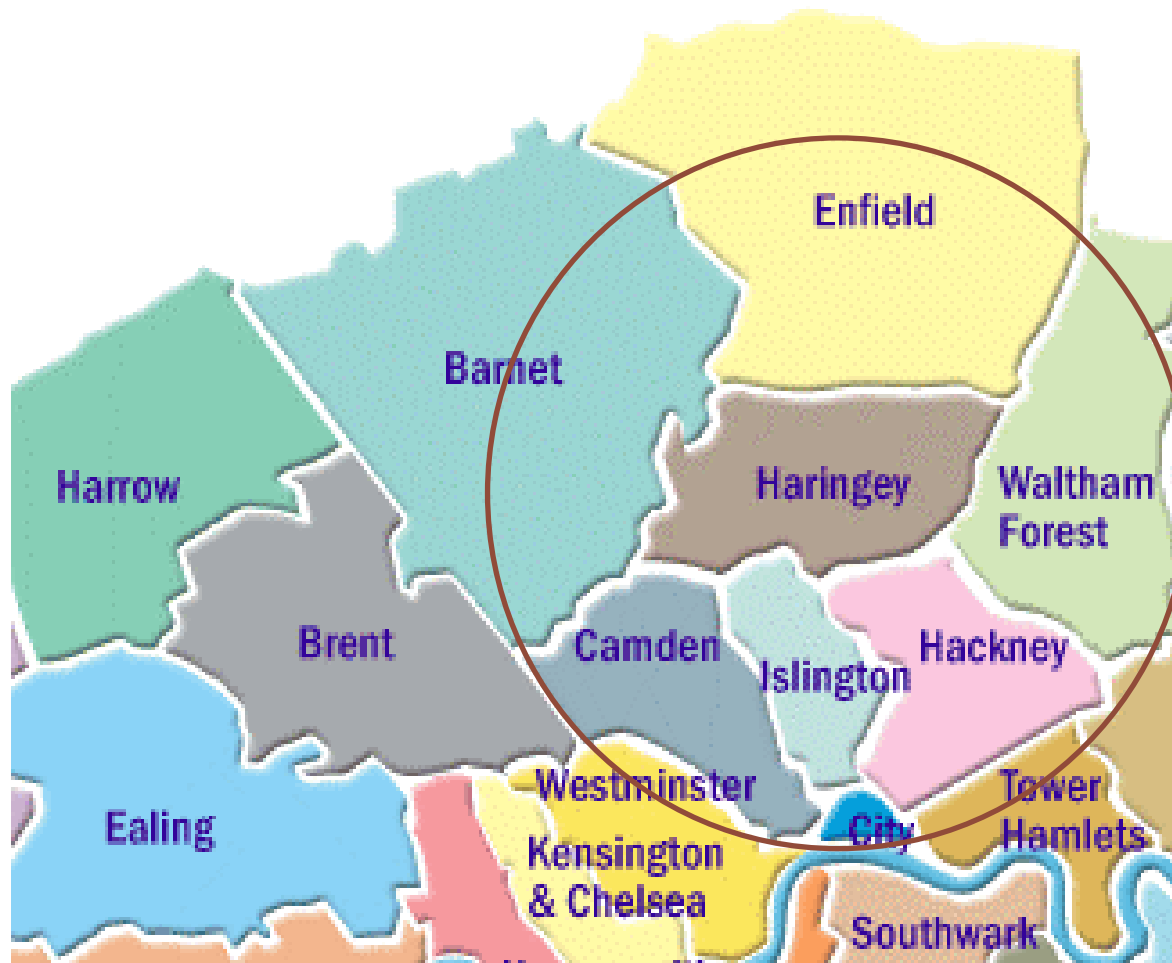 Enfield
Barnet
Harrow
Haringey
Waltham
Forest
Brent
Camden
Hackney
Islington
Westminster
Tower
Ealing
City
Hamlets
Kensington
& Chelsea
Southwark